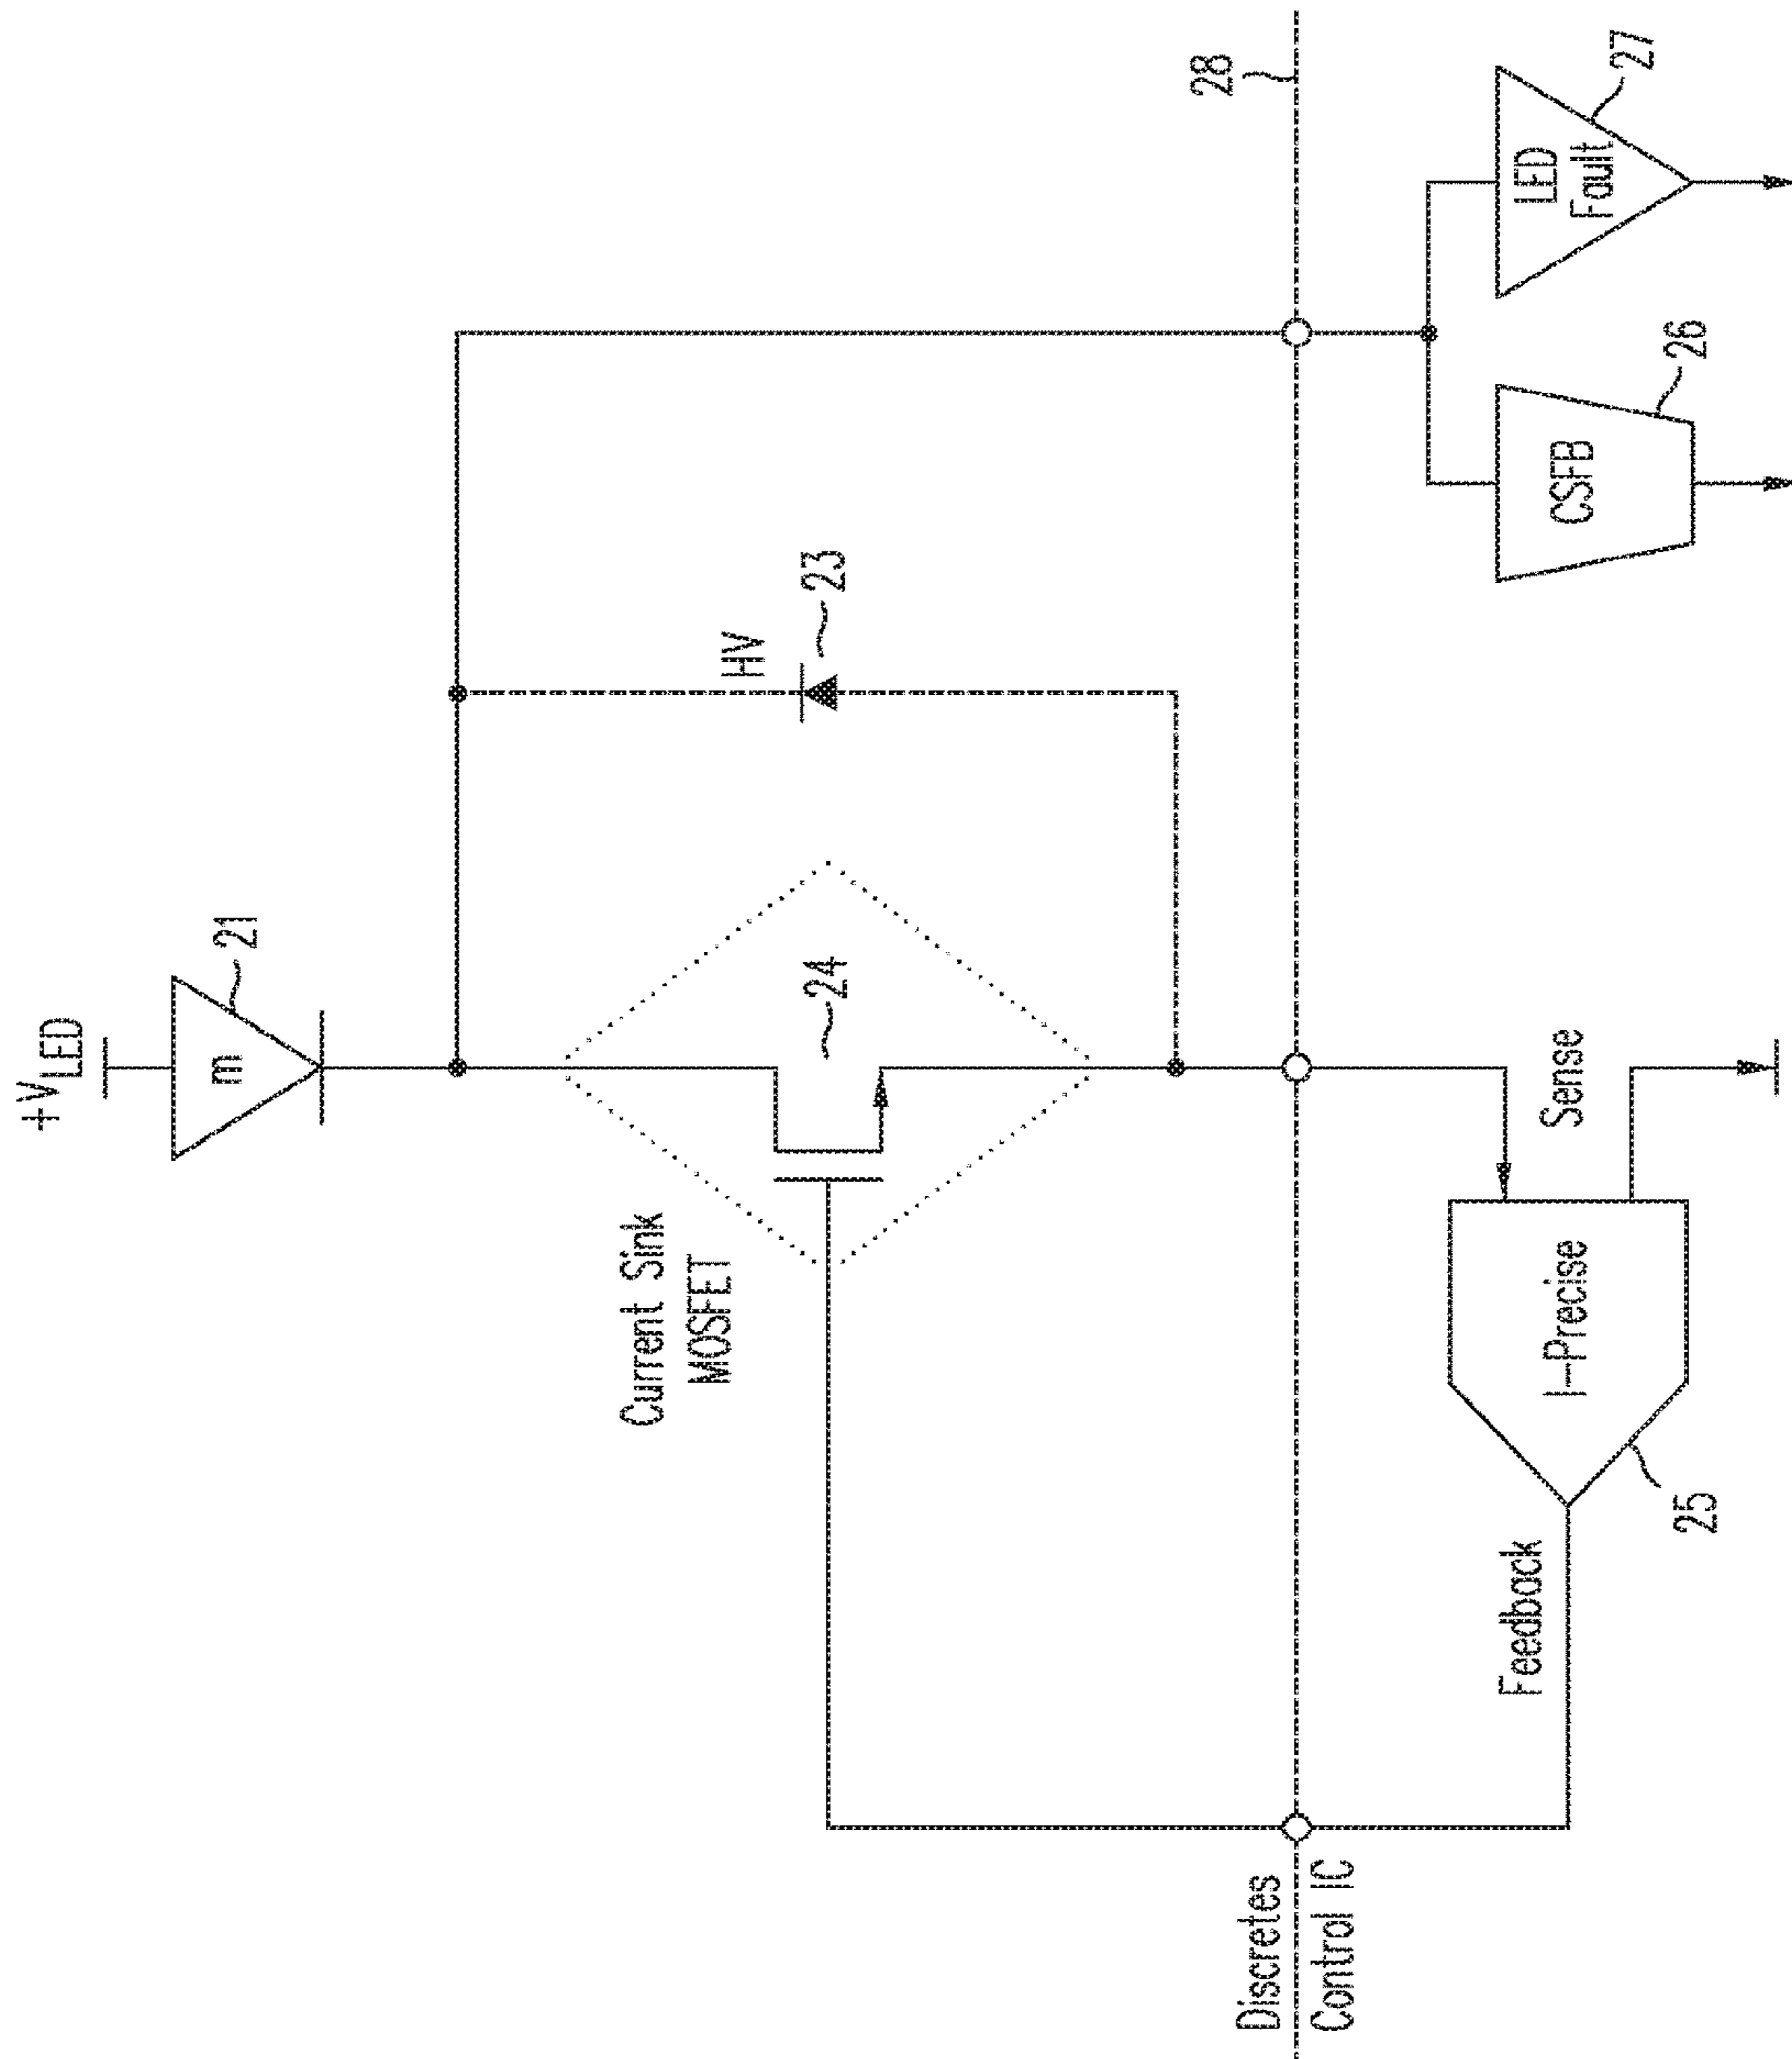 +VLED
m
21
Current Sink
MOSFET
24
HV
23
28
Discretes
Control IC
Feedback
I-Precise
25
Sense
CSFB
26
LED
Fault
27